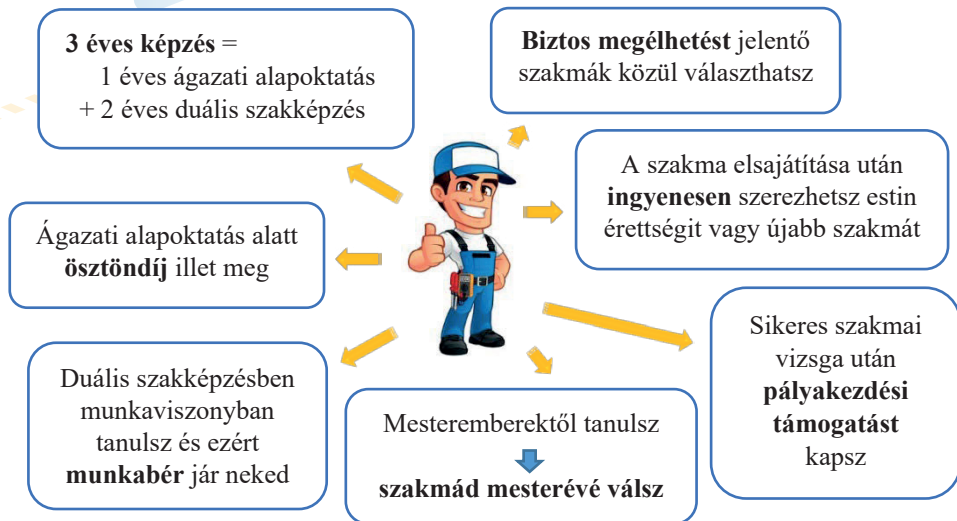 3 éves képzés =
1 éves ágazati alapoktatás
+ 2 éves duális szakképzés
Biztos megélhetést jelentő
szakmák közül választhatsz
A szakma elsajátítása után
ingyenesen szerezhetsz estin
érettségit vagy újabb szakmát
Ágazati alapoktatás alatt
ösztöndíj illet meg
Sikeres szakmai
vizsga után
pályakezdési
támogatást
kapsz
Duális szakképzésben
munkaviszonyban
tanulsz és ezért
munkabér jár neked
Mesteremberektől tanulsz
szakmád mesterévé válsz